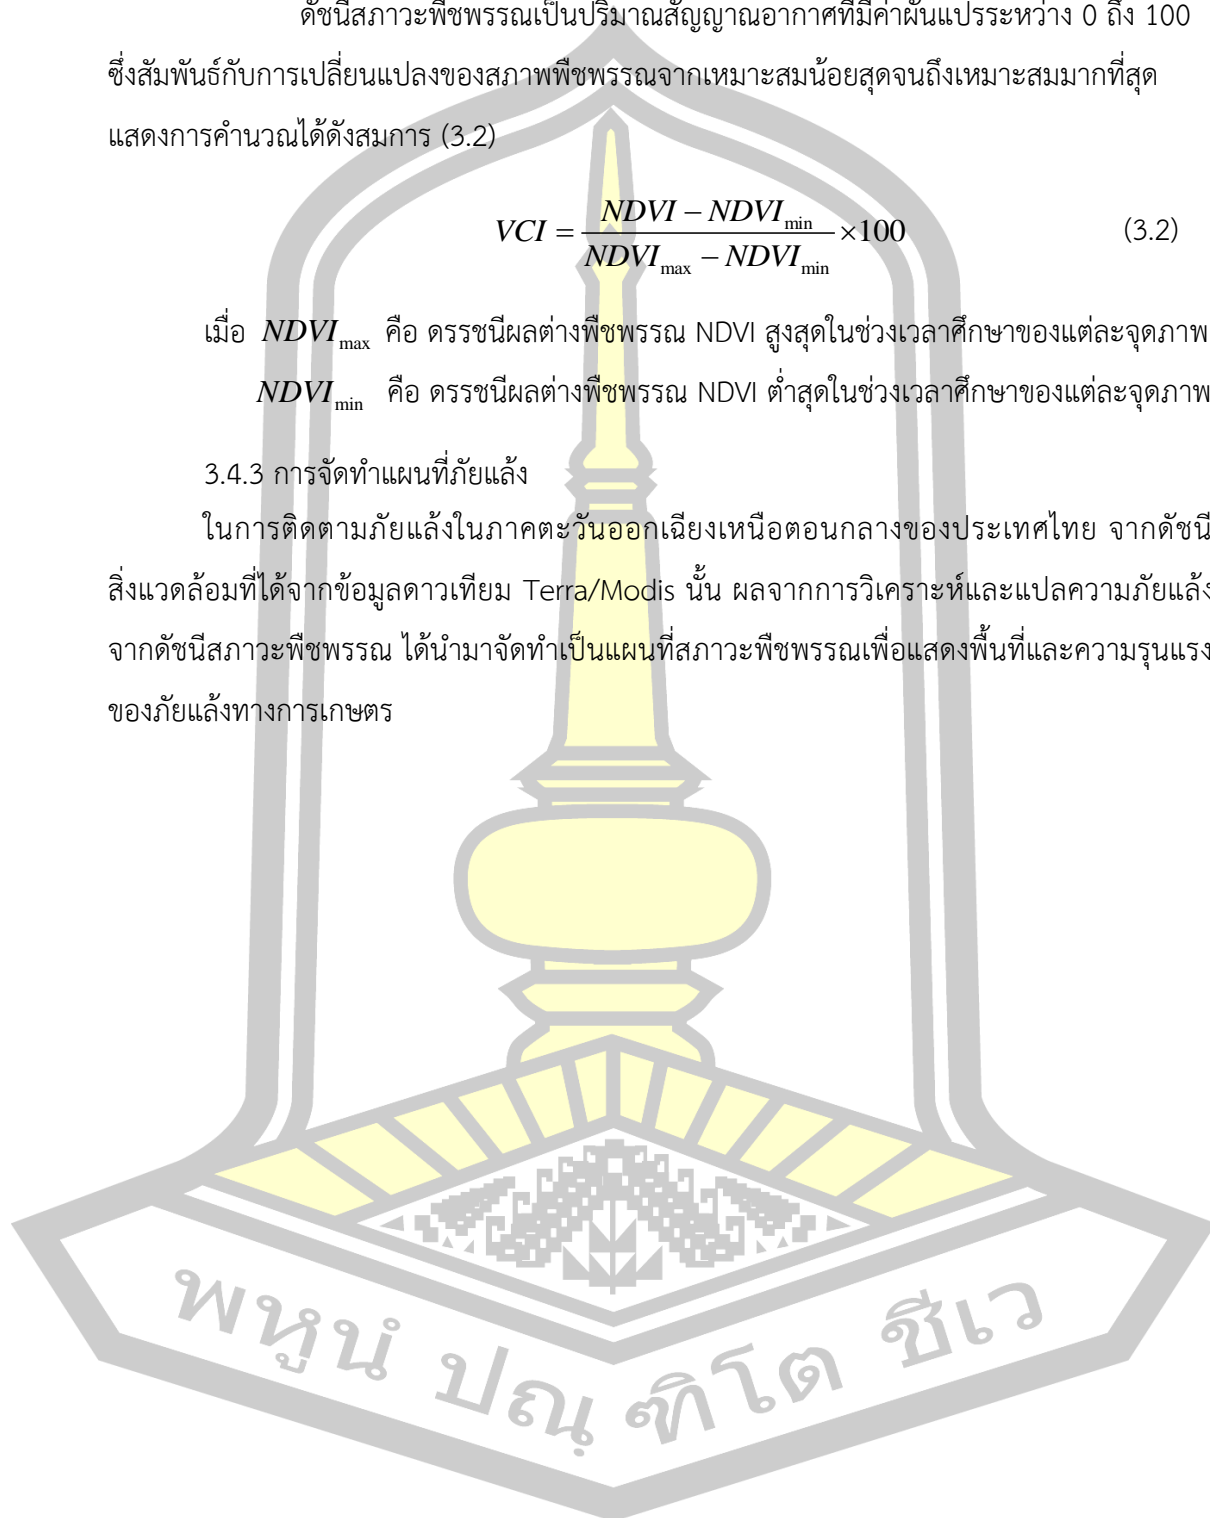 ดัชนีสภาวะพืชพรรณเป็นปริมาณสัญญาณอากาศที่มีค่าผันแปรระหว่าง 0 ถึง 100
ซึ่งสัมพันธ์กับการเปลี่ยนแปลงของสภาพพืชพรรณจากเหมาะสมน้อยสุดจนถึงเหมาะสมมากที่สุด
แสดงการคำนวณได้ดังสมการ (3.2)
VCI = (NDVI − NDVI_min) / (NDVI_max − NDVI_min) ×100 (3.2)
เมื่อ NDVI_max คือ ดรรชนีผลต่างพืชพรรณ NDVI สูงสุดในช่วงเวลาศึกษาของแต่ละจุดภาพ
NDVI_min คือ ดรรชนีผลต่างพืชพรรณ NDVI ต่ำสุดในช่วงเวลาศึกษาของแต่ละจุดภาพ
3.4.3 การจัดทำแผนที่ภัยแล้ง
ในการติดตามภัยแล้งในภาคตะวันออกเฉียงเหนือตอนกลางของประเทศไทย จากดัชนี
สิ่งแวดล้อมที่ได้จากข้อมูลดาวเทียม Terra/Modis นั้น ผลจากการวิเคราะห์และแปลความภัยแล้ง
จากดัชนีสภาวะพืชพรรณ ได้นำมาจัดทำเป็นแผนที่สภาวะพืชพรรณเพื่อแสดงพื้นที่และความรุนแรง
ของภัยแล้งทางการเกษตร
พหูนํ ปณฺฑิโต ชีเว